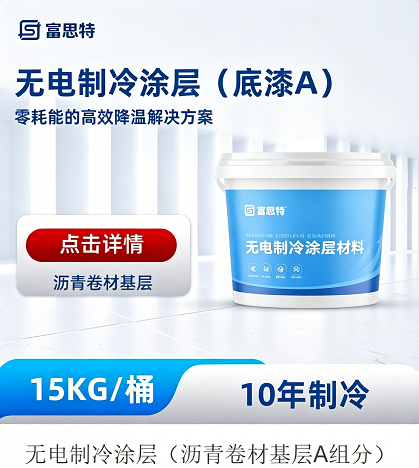 富思特
无电制冷涂层（底漆A）
零耗能的高效降温解决方案
富思特
无电制冷涂层材料
点击详情
沥青卷材基层
15KG/桶
10年制冷
无电制冷涂层（沥青卷材基层A组分）